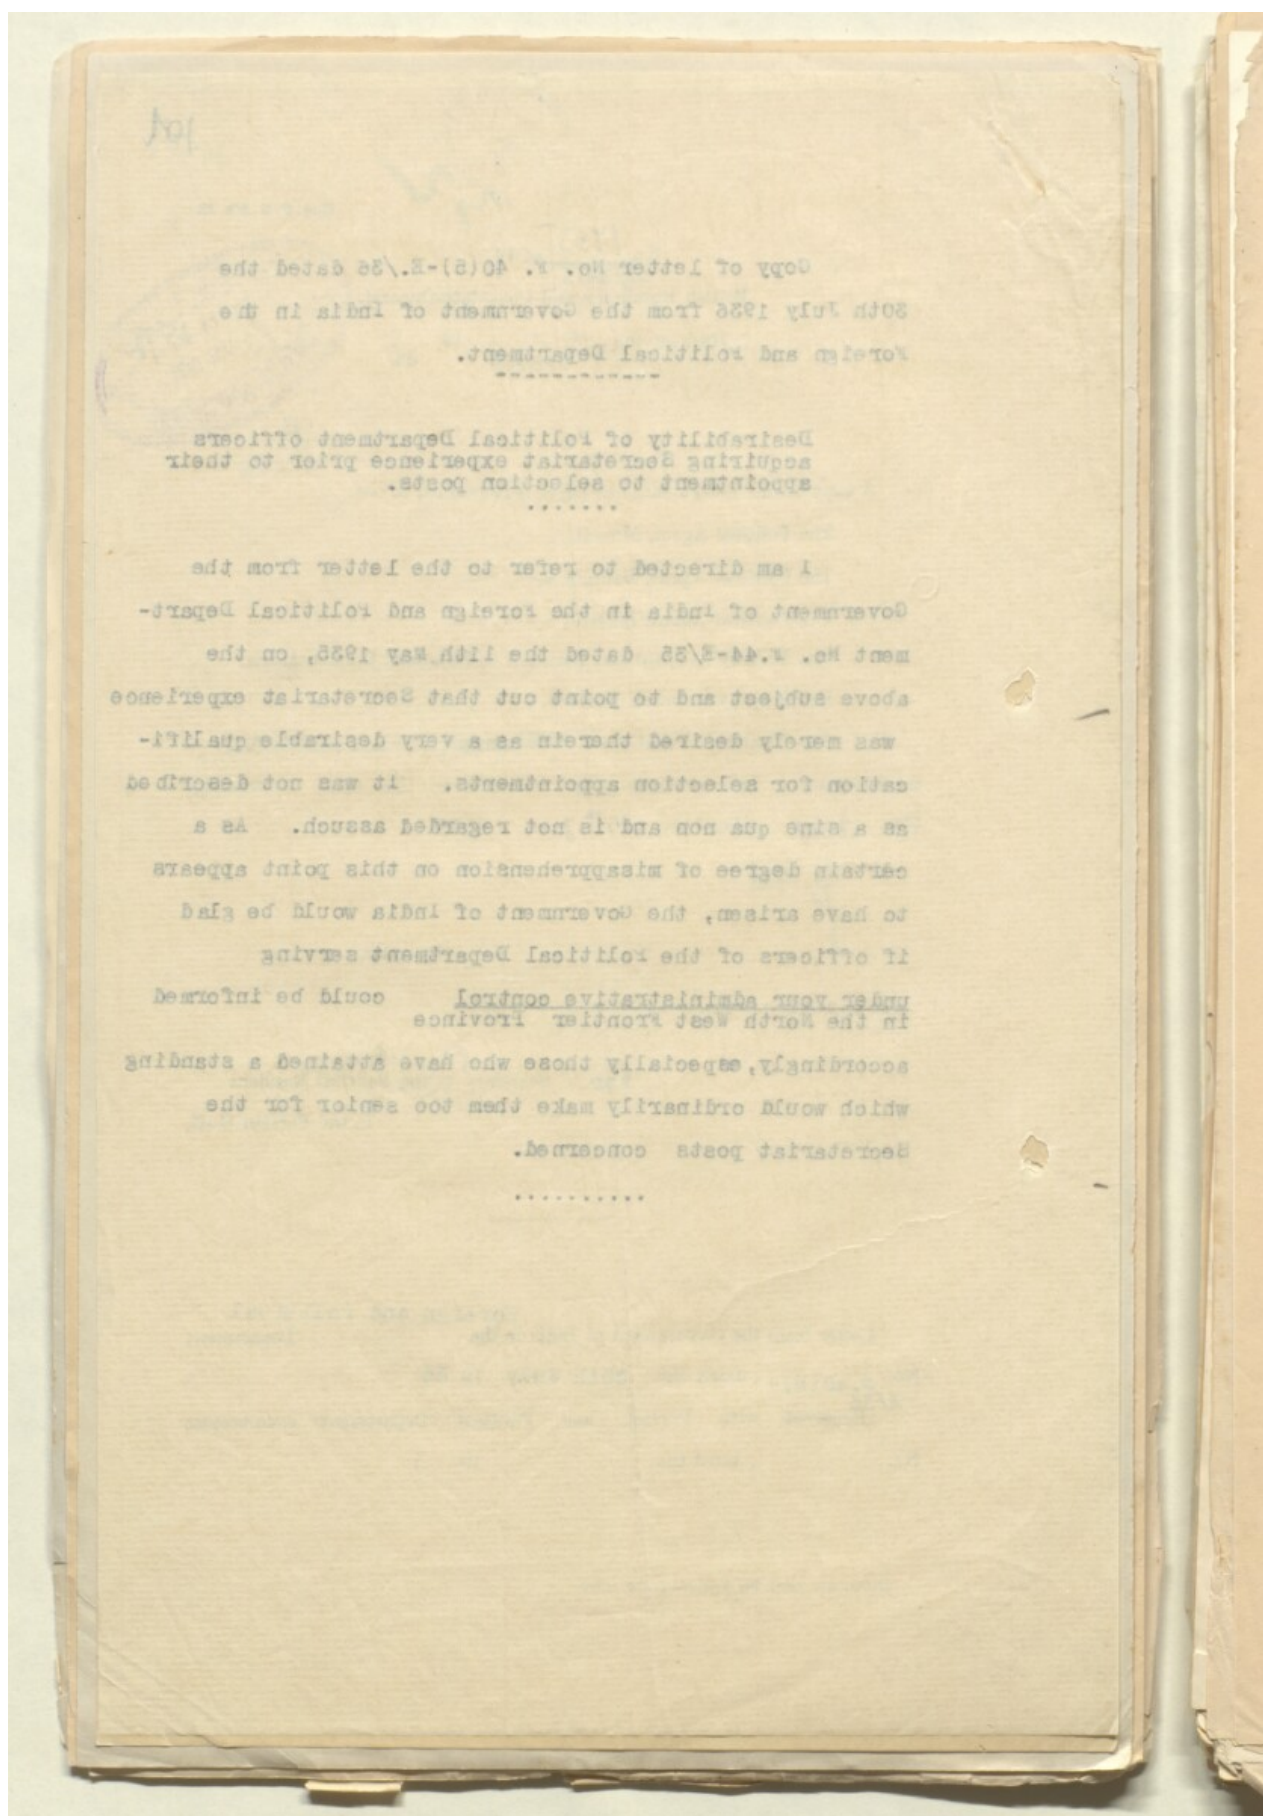 Copy of letter No. F. 40(5)-E./36 dated the
30th July 1936 from the Government of India in the
Foreign and Political Department.
Desirability of Political Department officers
acquiring Secretariat experience prior to their
appointment to selection posts.
.......
I am directed to refer to the letter from the
Government of India in the Foreign and Political Depart-
ment No. F.44-E/35 dated the 11th May 1935, on the
above subject and to point out that Secretariat experience
was merely desired therein as a very desirable qualifi-
cation for selection appointments. It was not described
as a sine qua non and is not regarded assuch. As a
certain degree of misapprehension on this point appears
to have arisen, the Government of India would be glad
if officers of the Political Department serving
under your administrative control could be informed
in the North West Frontier Province
accordingly, especially those who have attained a standing
which would ordinarily make them too senior for the
Secretariat posts concerned.
..........